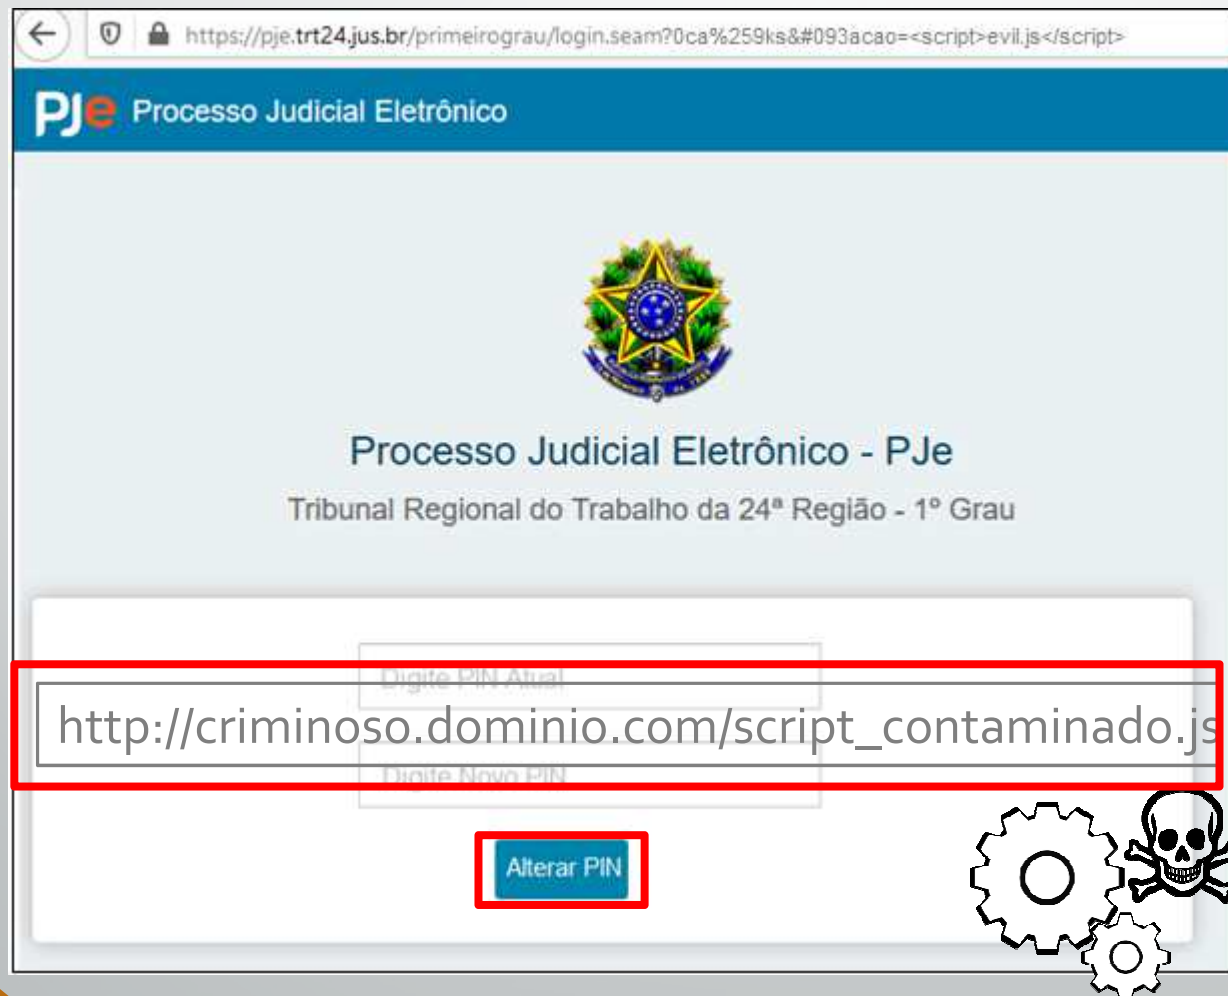 https://pje.trt24.jus.br/primeirograu/login.seam?0ca%259ks&#093acao=<script>evil.js</script>
PJe Processo Judicial Eletrônico
Processo Judicial Eletrônico - PJe
Tribunal Regional do Trabalho da 24ª Região - 1º Grau
Digite PIN Atual
http://criminoso.dominio.com/script_contaminado.js
Digite Novo PIN
Alterar PIN